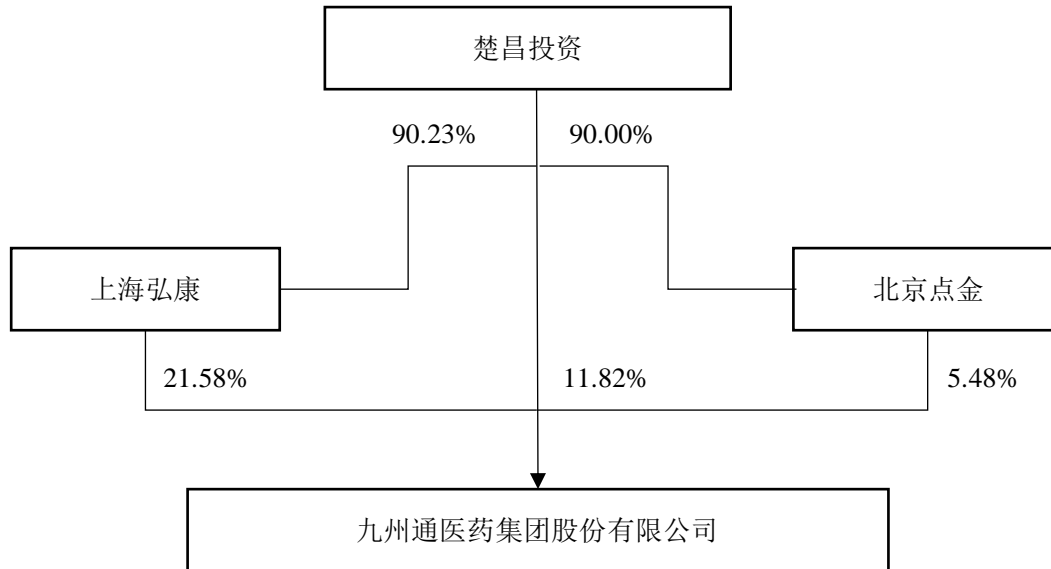 楚昌投资
90.23%
90.00%
上海弘康
北京点金
21.58%
11.82%
5.48%
九州通医药集团股份有限公司